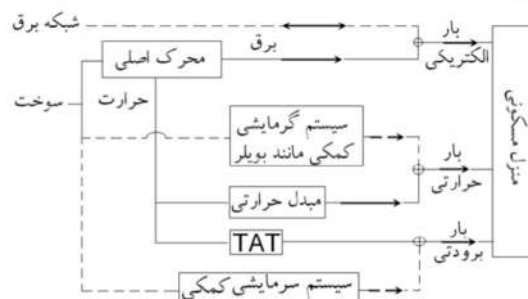 شبکه برق
برق
بار
الکتریکی
محرک اصلی
سوخت
حرارت
سیستم گرمایشی
کمکی مانند بویلر
بار
حرارتی
منزل مسکونی
مبدل حرارتی
TAT
بار
برودتی
سیستم سرمایشی کمکی